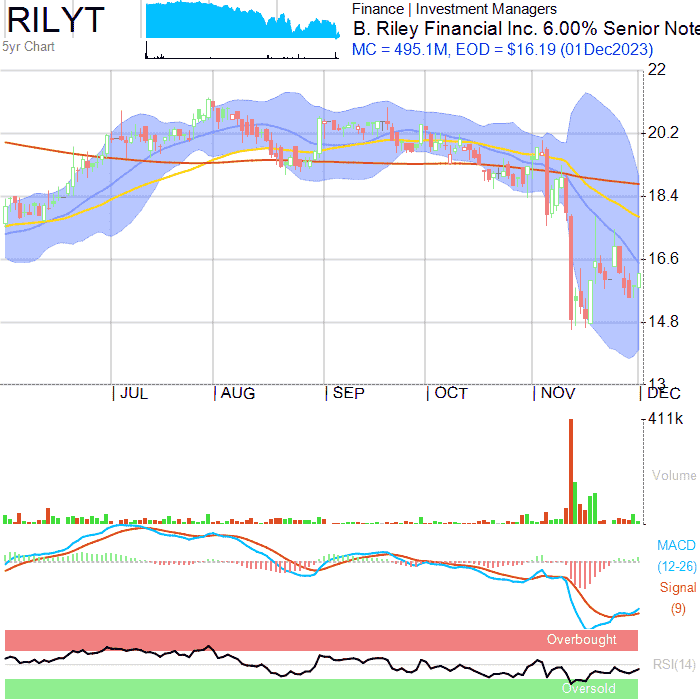 RILYT
5yr Chart
Finance | Investment Managers
B. Riley Financial Inc. 6.00% Senior Note
MC = 495.1M, EOD = $16.19 (01Dec2023)
22
20.2
18.4
16.6
14.8
13
JUL AUG SEP OCT NOV DEC
411k
Volume
MACD
(12-26)
Signal
(9)
Overbought
RSI(14)
Oversold